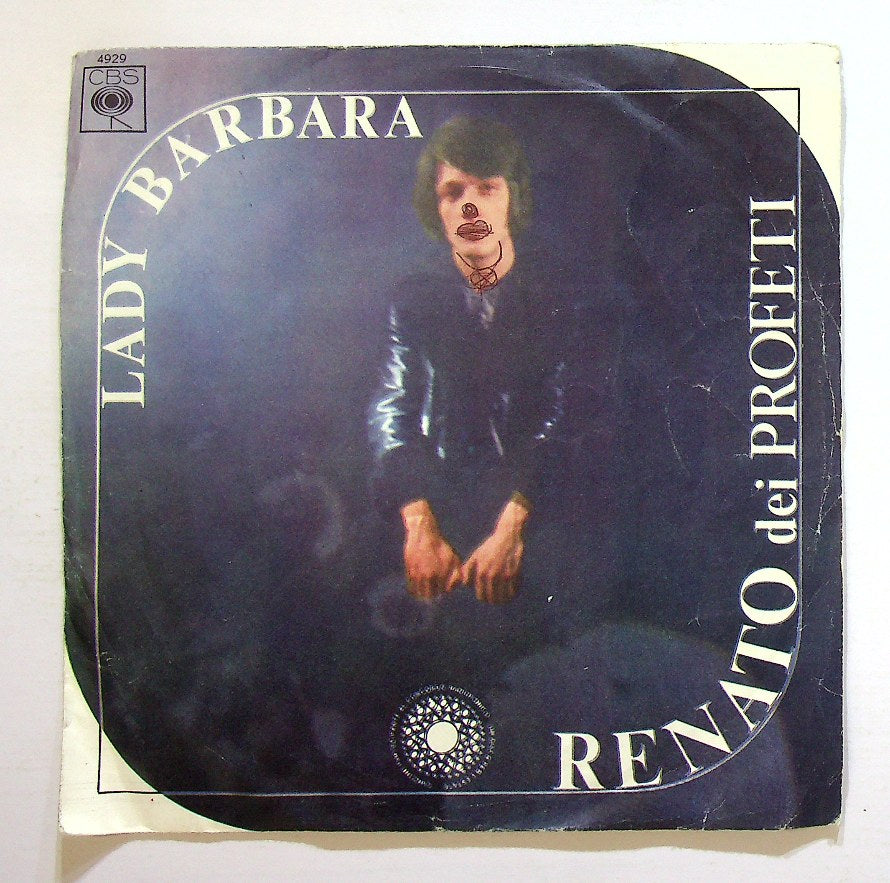 4929
CBS
LADY BARBARA
RENATO dei PROFETI